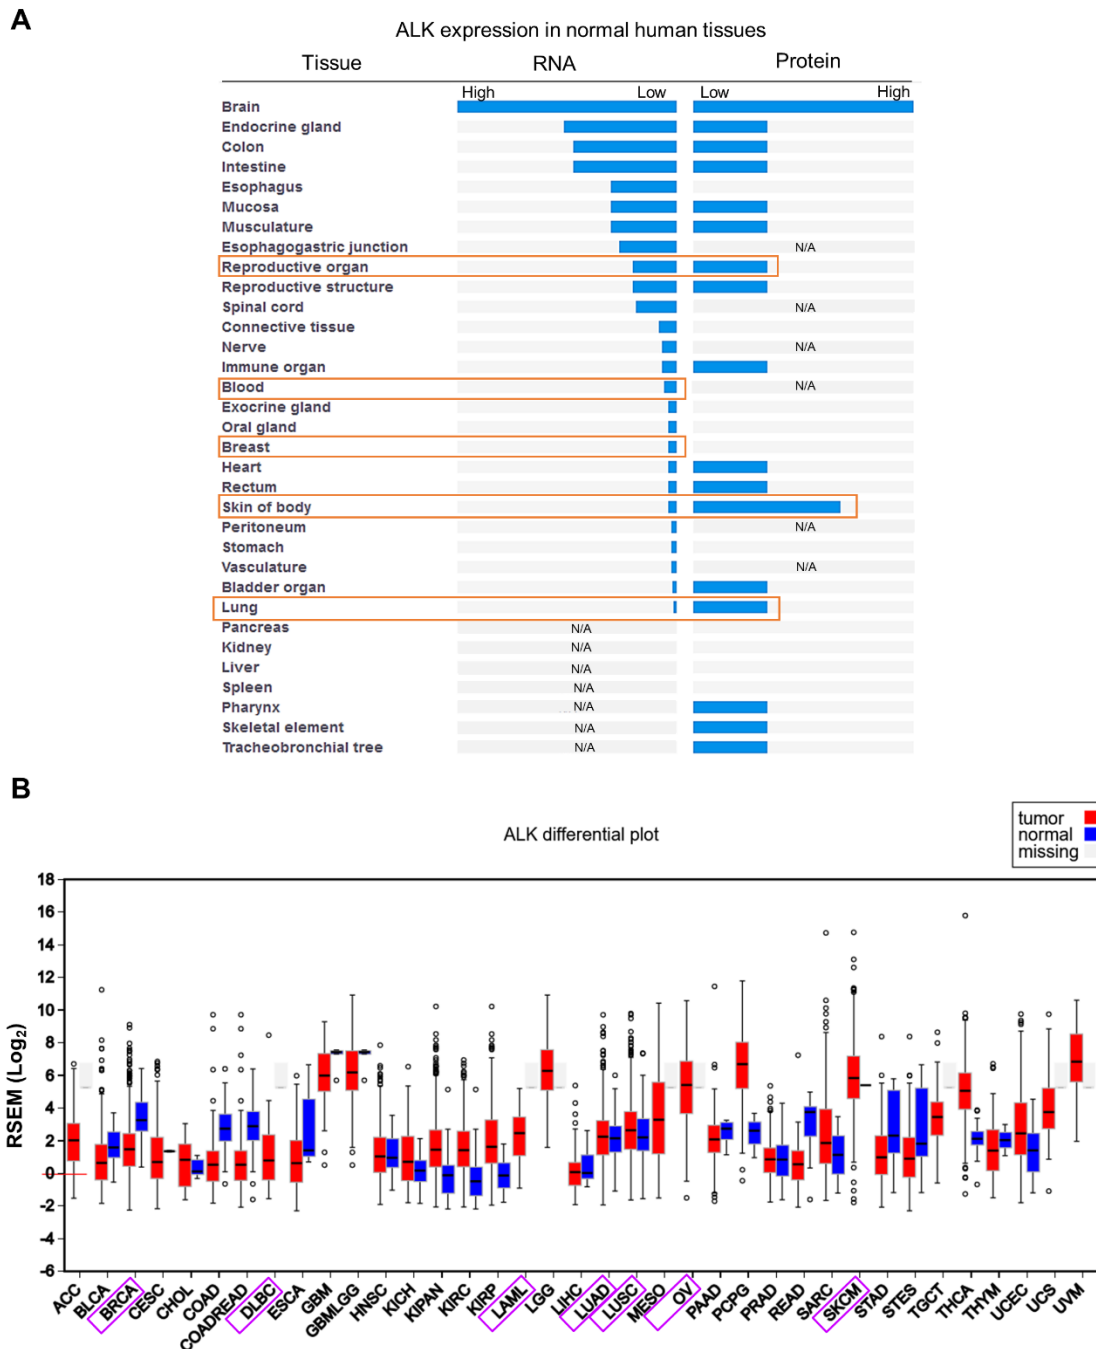 A
ALK expression in normal human tissues
Tissue RNA Protein
High Low Low High
Brain
Endocrine gland
Colon
Intestine
Esophagus
Mucosa
Musculature
Esophagogastric junction N/A
Reproductive organ
Reproductive structure
Spinal cord N/A
Connective tissue
Nerve N/A
Immune organ
Blood N/A
Exocrine gland
Oral gland
Breast
Heart
Rectum
Skin of body
Peritoneum N/A
Stomach
Vasculature N/A
Bladder organ
Lung
Pancreas N/A
Kidney N/A
Liver N/A
Spleen N/A
Pharynx N/A
Skeletal element N/A
Tracheobronchial tree N/A
B
ALK differential plot
tumor
normal
missing
RSEM (Log2)
18
16
14
12
10
8
6
4
2
0
-2
-4
-6
ACC
BLCA
BRCA
CESC
CHOL
COAD
COADREAD
DLBC
ESCA
GBM
GBMLGG
HNSC
KICH
KIPAN
KIRC
KIRP
LAML
LGG
LIHC
LUAD
LUSC
MESO
OV
PAAD
PCPG
PRAD
READ
SARC
SKCM
STAD
STES
TGCT
THCA
THYM
UCEC
UCS
UVM